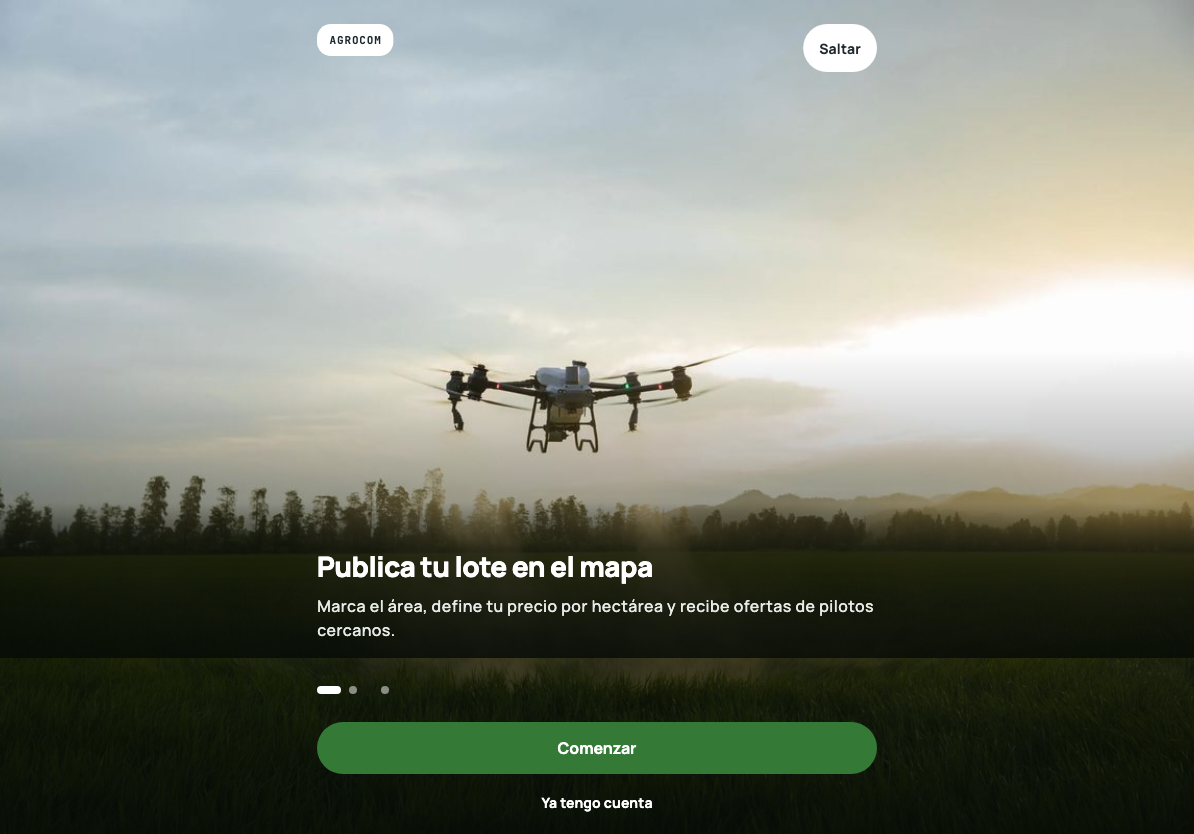 AGROCOM
Saltar
Publica tu lote en el mapa
Marca el área, define tu precio por hectárea y recibe ofertas de pilotos
cercanos.
Comenzar
Ya tengo cuenta